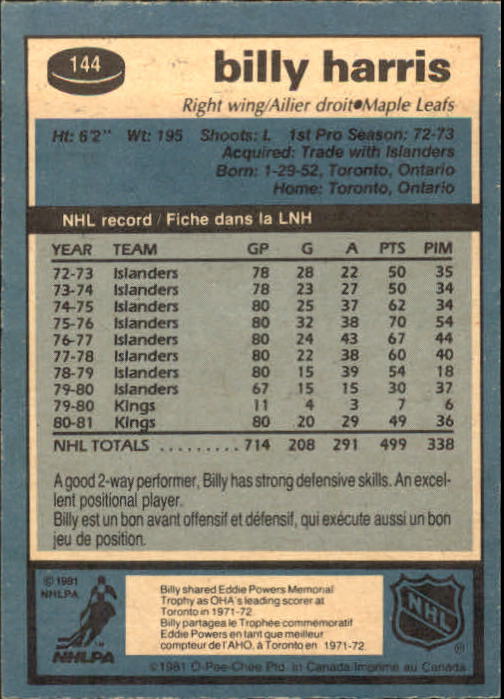 144
billy harris
Right wing/Ailier droit●Maple Leafs
Ht: 6'2" Wt: 195 Shoots: L 1st Pro Season: 72-73
Acquired: Trade with Islanders
Born: 1-29-52, Toronto, Ontario
Home: Toronto, Ontario
NHL record / Fiche dans la LNH
YEAR TEAM GP G A PTS PIM
72-73 Islanders 78 28 22 50 35
73-74 Islanders 78 23 27 50 34
74-75 Islanders 80 25 37 62 34
75-76 Islanders 80 32 38 70 54
76-77 Islanders 80 24 43 67 44
77-78 Islanders 80 22 38 60 40
78-79 Islanders 80 15 39 54 18
79-80 Islanders 67 15 15 30 37
79-80 Kings 11 4 3 7 6
80-81 Kings 80 20 29 49 36
NHL TOTALS ......... 714 208 291 499 338
A good 2-way performer, Billy has strong defensive skills. An excel-
lent positional player.
Billy est un bon avant offensif et défensif, qui exécute aussi un bon
jeu de position.
© 1981
NHLPA
NHLPA
Billy shared Eddie Powers Memorial
Trophy as OHA's leading scorer at
Toronto in 1971-72.
Billy partagea le Trophée commemoratif
Eddie Powers en tant que meilleur
compteur de l'AHO, à Toronto en 1971-72.
NHL
®
© 1981 O-Pee-Chee Ptd. in Canada Imprimé au Canada